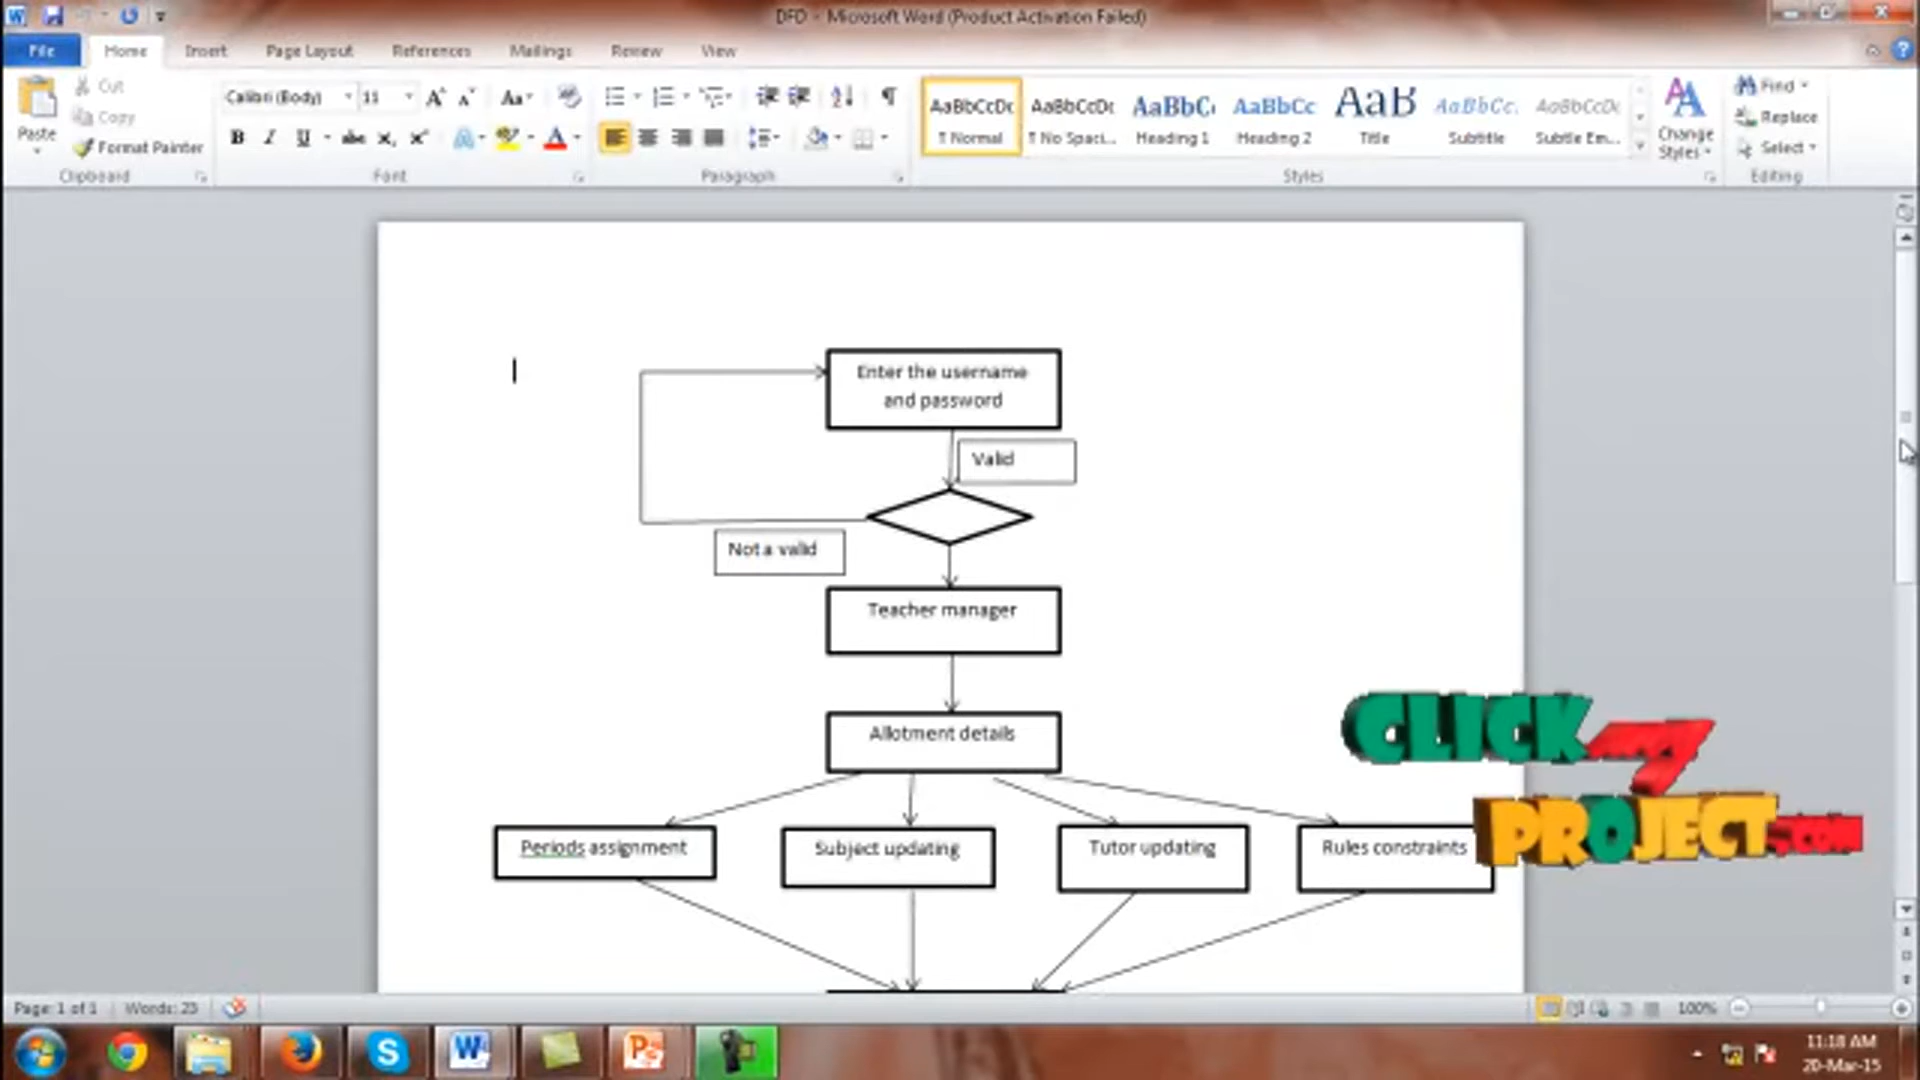 DFD - Microsoft Word (Product Activation Failed)
File Home Insert Page Layout References Mailings Review View
Cut
Copy
Format Painter
Paste
Clipboard
Calibri (Body) 11
Font
Paragraph
AaBbCcDc AaBbCcDc AaBbC AaBbCc AaB AaBbCc. AaBbCcDc
¶ Normal ¶ No Spaci... Heading 1 Heading 2 Title Subtitle Subtle Em...
Styles
Change
Styles
Find
Replace
Select
Editing
Enter the username
and password
Valid
Not a valid
Teacher manager
Allotment details
Periods assignment
Subject updating
Tutor updating
Rules constraints
CLICK
my
PROJECT.COM
Page: 1 of 1 Words: 23
100%
11:18 AM
20-Mar-15